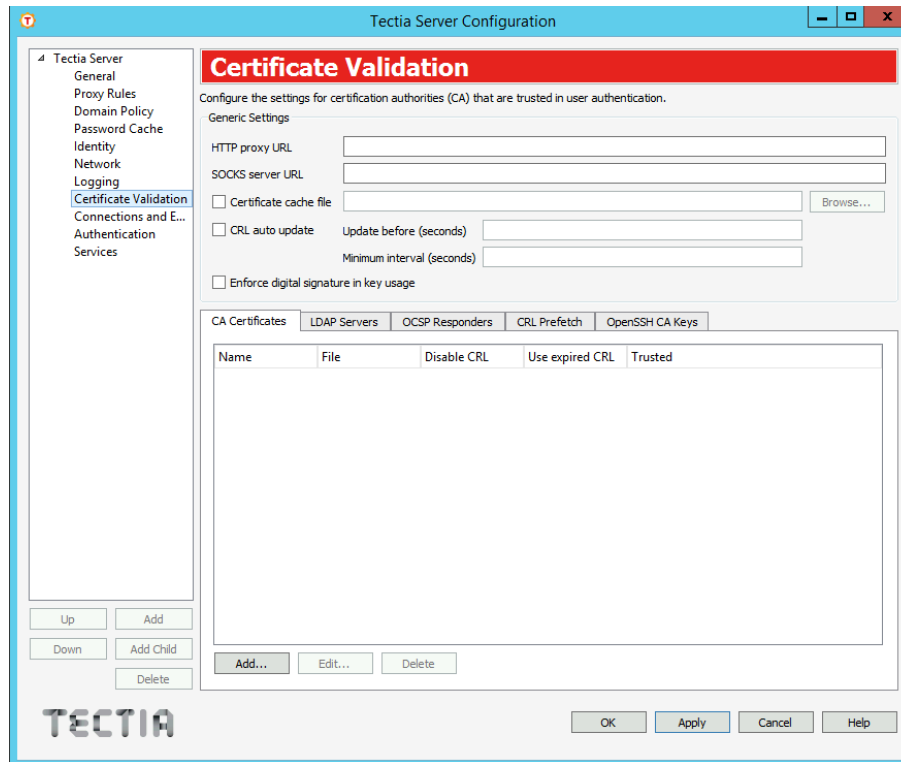 Tectia Server Configuration
Tectia Server
General
Proxy Rules
Domain Policy
Password Cache
Identity
Network
Logging
Certificate Validation
Connections and E...
Authentication
Services
Up
Add
Down
Add Child
Delete
TECTIA
Certificate Validation
Configure the settings for certification authorities (CA) that are trusted in user authentication.
Generic Settings
HTTP proxy URL
SOCKS server URL
Certificate cache file
Browse...
CRL auto update
Update before (seconds)
Minimum interval (seconds)
Enforce digital signature in key usage
CA Certificates
LDAP Servers
OCSP Responders
CRL Prefetch
OpenSSH CA Keys
Name
File
Disable CRL
Use expired CRL
Trusted
Add...
Edit...
Delete
OK
Apply
Cancel
Help